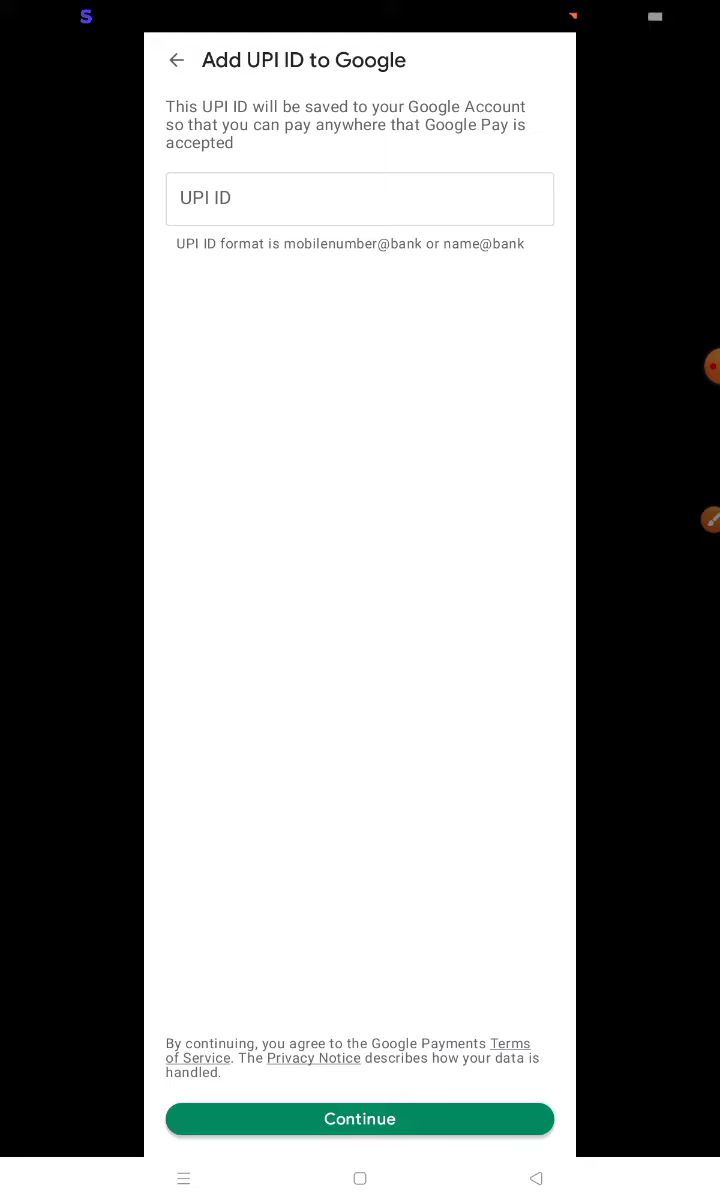 S
Add UPI ID to Google
This UPI ID will be saved to your Google Account
so that you can pay anywhere that Google Pay is
accepted
UPI ID
UPI ID format is mobilenumber@bank or name@bank
By continuing, you agree to the Google Payments Terms
of Service. The Privacy Notice describes how your data is
handled.
Continue